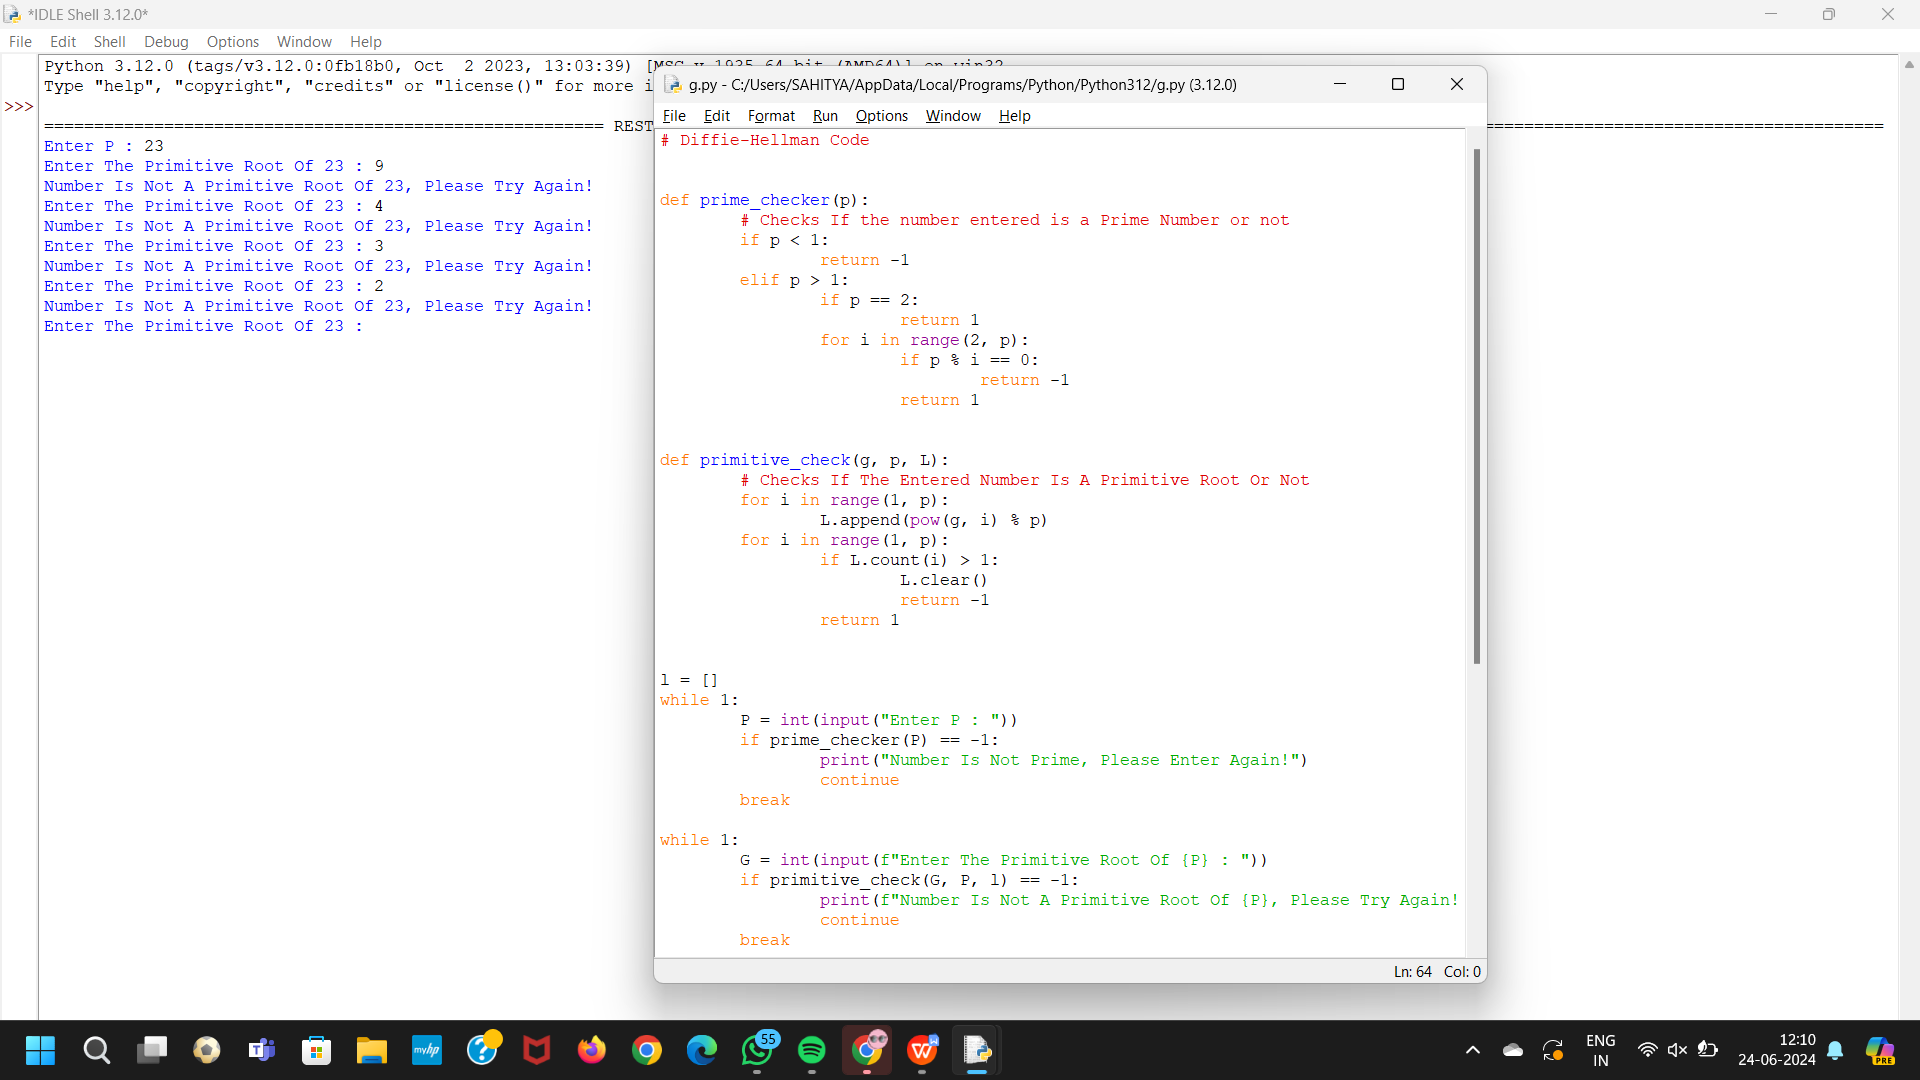 *IDLE Shell 3.12.0*
File Edit Shell Debug Options Window Help
Python 3.12.0 (tags/v3.12.0:0fb18b0, Oct  2 2023, 13:03:39) [MSC v.1935 64 bit (AMD64)] on win32
Type "help", "copyright", "credits" or "license()" for more i
>>>
======================================================== REST
Enter P : 23
Enter The Primitive Root Of 23 : 9
Number Is Not A Primitive Root Of 23, Please Try Again!
Enter The Primitive Root Of 23 : 4
Number Is Not A Primitive Root Of 23, Please Try Again!
Enter The Primitive Root Of 23 : 3
Number Is Not A Primitive Root Of 23, Please Try Again!
Enter The Primitive Root Of 23 : 2
Number Is Not A Primitive Root Of 23, Please Try Again!
Enter The Primitive Root Of 23 :
g.py - C:/Users/SAHITYA/AppData/Local/Programs/Python/Python312/g.py (3.12.0)
File Edit Format Run Options Window Help
# Diffie-Hellman Code
def prime_checker(p):
        # Checks If the number entered is a Prime Number or not
        if p < 1:
                return -1
        elif p > 1:
                if p == 2:
                        return 1
                for i in range(2, p):
                        if p % i == 0:
                                return -1
                        return 1
def primitive_check(g, p, L):
        # Checks If The Entered Number Is A Primitive Root Or Not
        for i in range(1, p):
                L.append(pow(g, i) % p)
        for i in range(1, p):
                if L.count(i) > 1:
                        L.clear()
                        return -1
                return 1
l = []
while 1:
        P = int(input("Enter P : "))
        if prime_checker(P) == -1:
                print("Number Is Not Prime, Please Enter Again!")
                continue
        break
while 1:
        G = int(input(f"Enter The Primitive Root Of {P} : "))
        if primitive_check(G, P, l) == -1:
                print(f"Number Is Not A Primitive Root Of {P}, Please Try Again!
                continue
        break
Ln: 64 Col: 0
myhp
55
ENG
IN
12:10
24-06-2024
PRE